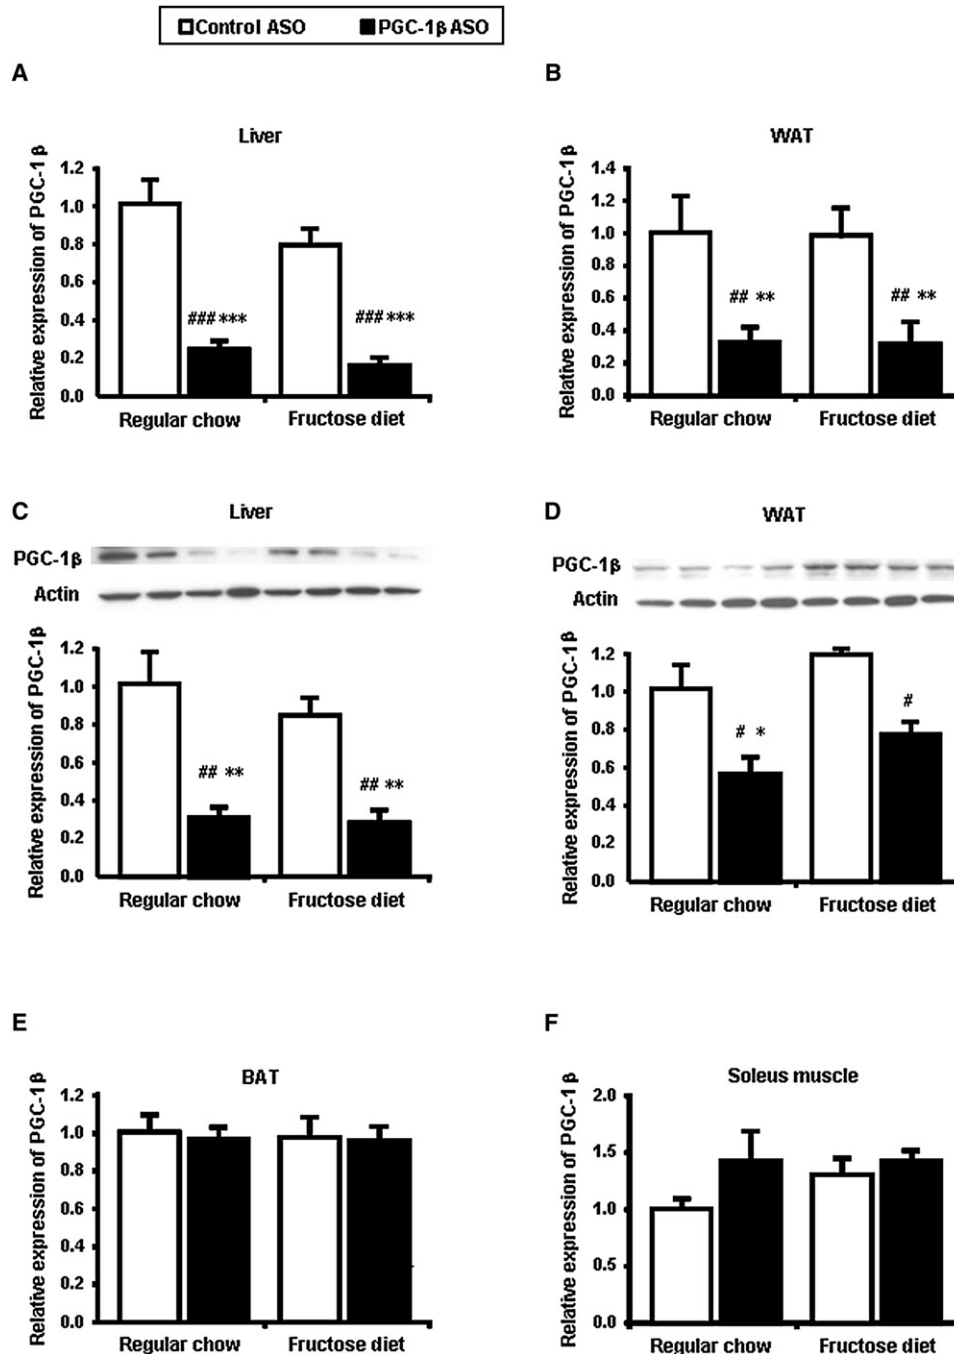 Control ASO PGC-1β ASO
A
Liver
Relative expression of PGC-1β
1.2
1.0
0.8
0.6
0.4
0.2
0.0
### ***
### ***
Regular chow Fructose diet
B
WAT
Relative expression of PGC-1β
1.4
1.2
1.0
0.8
0.6
0.4
0.2
0.0
## **
## **
Regular chow Fructose diet
C
Liver
PGC-1β
Actin
Relative expression of PGC-1β
1.2
1.0
0.8
0.6
0.4
0.2
0.0
## **
## **
Regular chow Fructose diet
D
WAT
PGC-1β
Actin
Relative expression of PGC-1β
1.2
1.0
0.8
0.6
0.4
0.2
0.0
# *
#
Regular chow Fructose diet
E
BAT
Relative expression of PGC-1β
1.2
1.0
0.8
0.6
0.4
0.2
0.0
Regular chow Fructose diet
F
Soleus muscle
Relative expression of PGC-1β
2.0
1.5
1.0
0.5
0.0
Regular chow Fructose diet